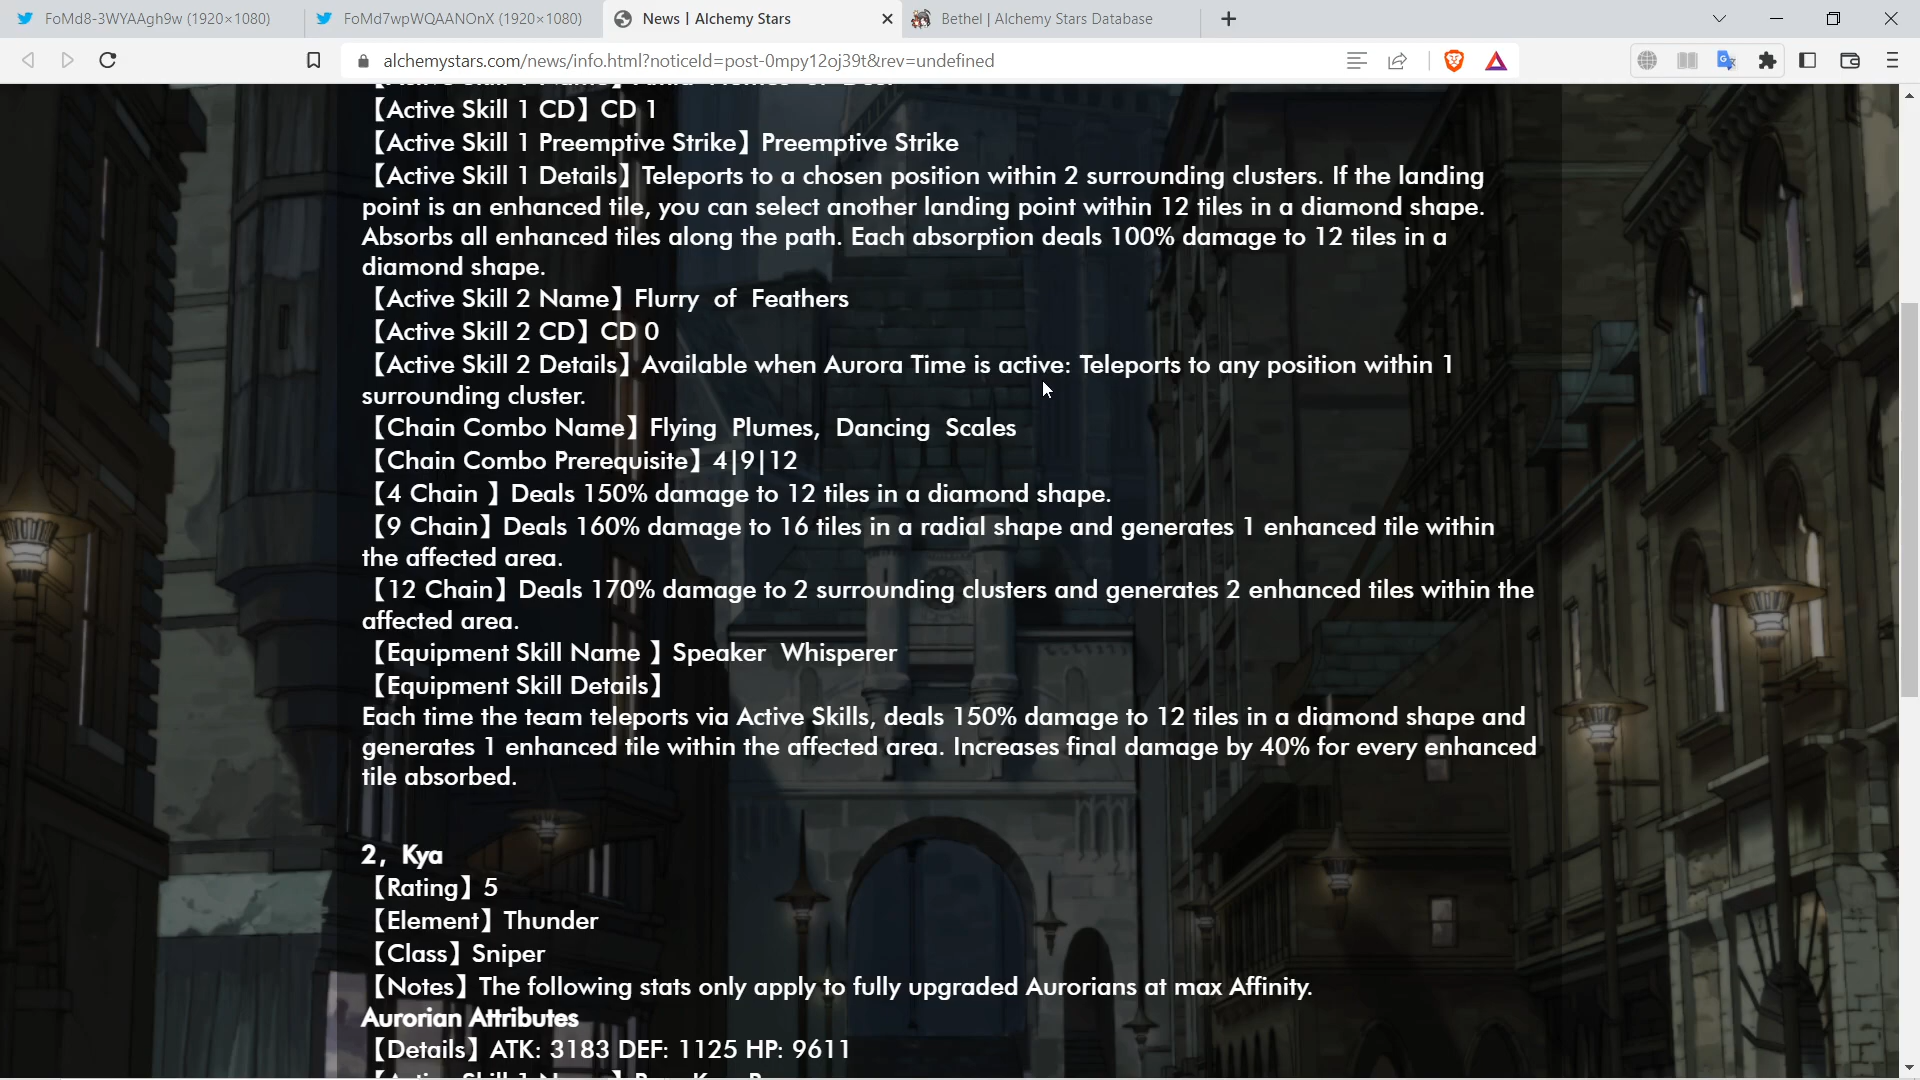 FoMd8-3WYAAgh9w (1920×1080)
FoMd7wpWQAANOnX (1920×1080)
News | Alchemy Stars
Bethel | Alchemy Stars Database
alchemystars.com/news/info.html?noticeId=post-0mpy12oj39t&rev=undefined
【Active Skill 1 CD】CD 1
【Active Skill 1 Preemptive Strike】Preemptive Strike
【Active Skill 1 Details】Teleports to a chosen position within 2 surrounding clusters. If the landing
point is an enhanced tile, you can select another landing point within 12 tiles in a diamond shape.
Absorbs all enhanced tiles along the path. Each absorption deals 100% damage to 12 tiles in a
diamond shape.
【Active Skill 2 Name】Flurry of Feathers
【Active Skill 2 CD】CD 0
【Active Skill 2 Details】Available when Aurora Time is active: Teleports to any position within 1
surrounding cluster.
【Chain Combo Name】Flying Plumes, Dancing Scales
【Chain Combo Prerequisite】4|9|12
【4 Chain 】Deals 150% damage to 12 tiles in a diamond shape.
【9 Chain】Deals 160% damage to 16 tiles in a radial shape and generates 1 enhanced tile within
the affected area.
【12 Chain】Deals 170% damage to 2 surrounding clusters and generates 2 enhanced tiles within the
affected area.
【Equipment Skill Name 】Speaker Whisperer
【Equipment Skill Details】
Each time the team teleports via Active Skills, deals 150% damage to 12 tiles in a diamond shape and
generates 1 enhanced tile within the affected area. Increases final damage by 40% for every enhanced
tile absorbed.
2, Kya
【Rating】5
【Element】Thunder
【Class】Sniper
【Notes】The following stats only apply to fully upgraded Aurorians at max Affinity.
Aurorian Attributes
【Details】ATK: 3183 DEF: 1125 HP: 9611